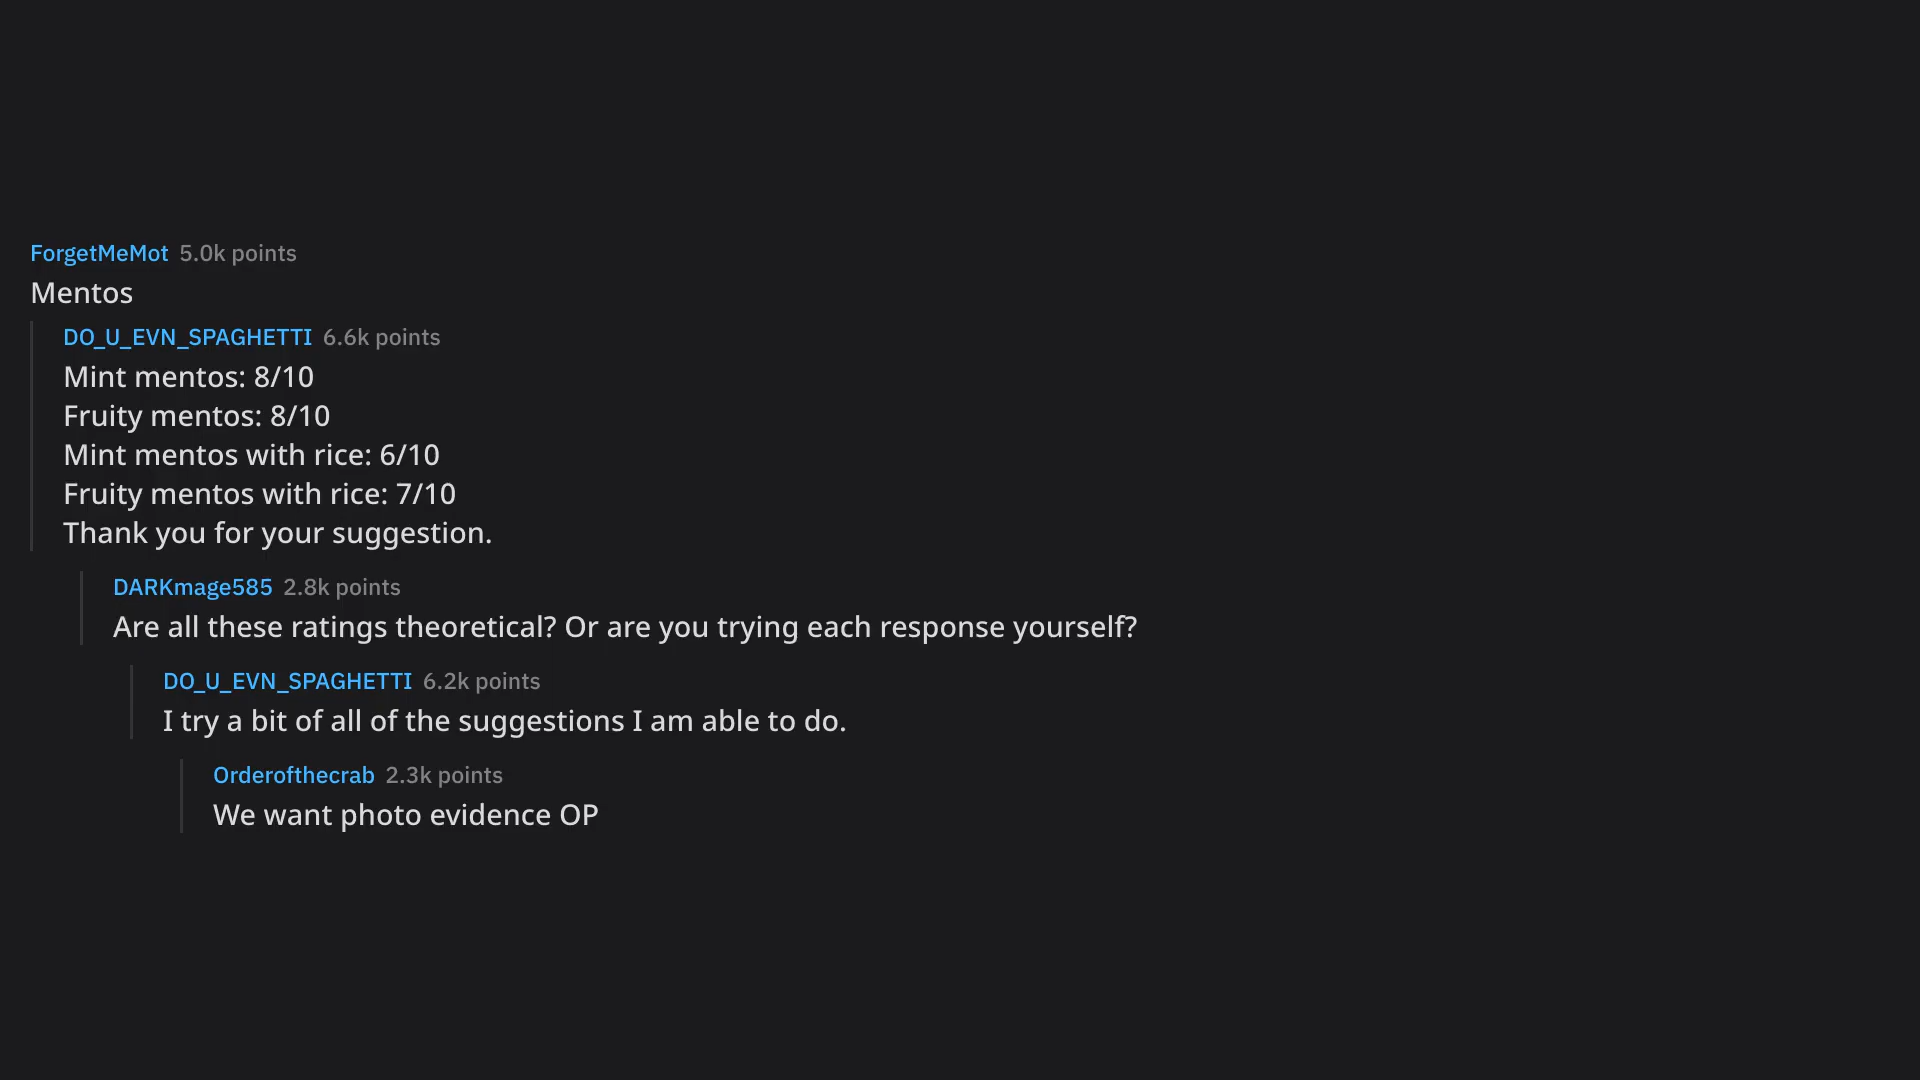 ForgetMeMot 5.0k points
Mentos
DO_U_EVN_SPAGHETTI 6.6k points
Mint mentos: 8/10
Fruity mentos: 8/10
Mint mentos with rice: 6/10
Fruity mentos with rice: 7/10
Thank you for your suggestion.
DARKmage585 2.8k points
Are all these ratings theoretical? Or are you trying each response yourself?
DO_U_EVN_SPAGHETTI 6.2k points
I try a bit of all of the suggestions I am able to do.
Orderofthecrab 2.3k points
We want photo evidence OP